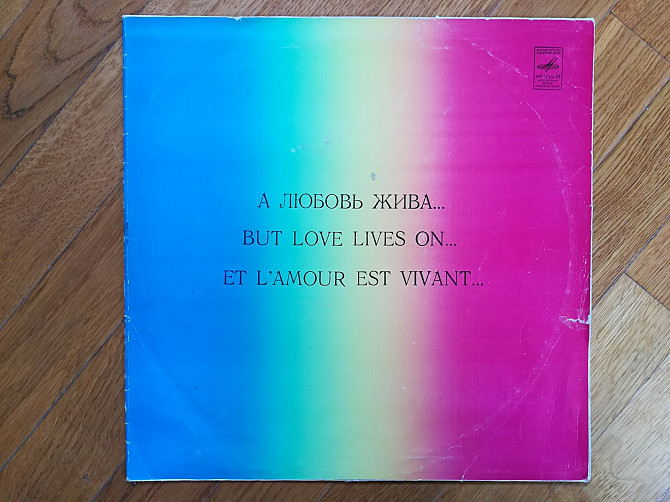 А ЛЮБОВЬ ЖИВА...
BUT LOVE LIVES ON...
ET L'AMOUR EST VIVANT...